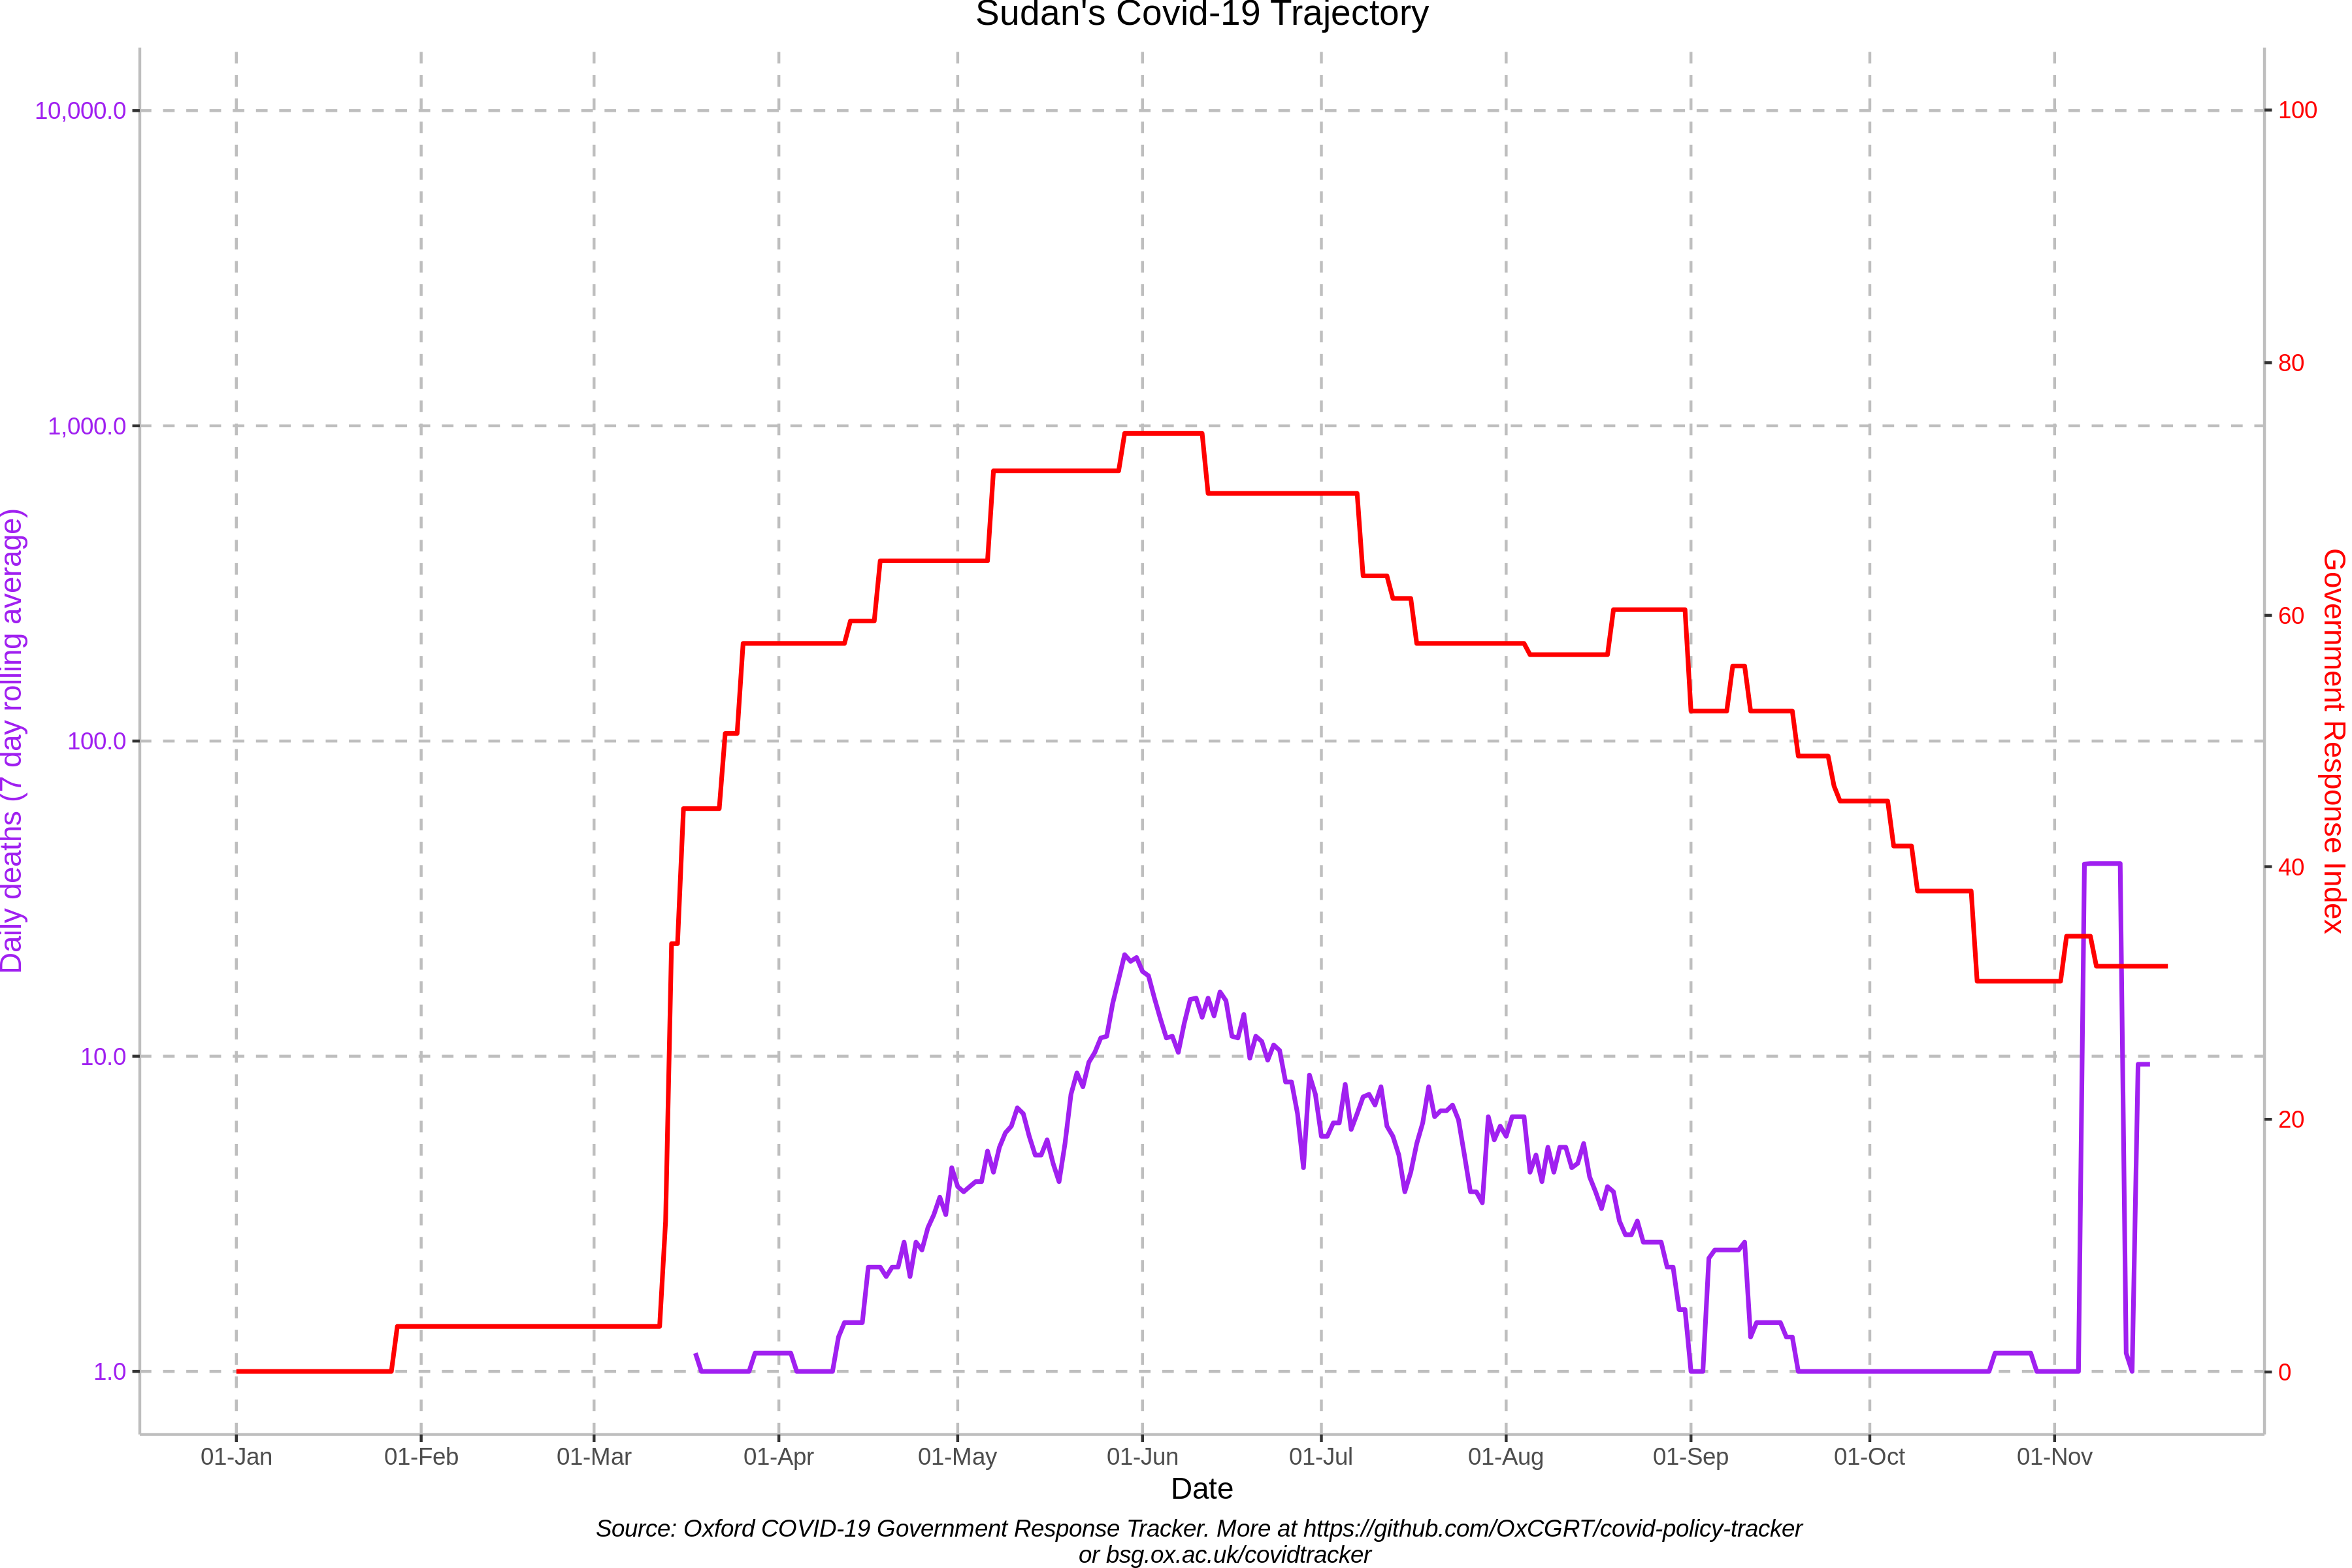 Sudan's Covid-19 Trajectory
10,000.0
1,000.0
100.0
10.0
1.0
Daily deaths (7 day rolling average)
100
80
60
40
20
0
Government Response Index
01-Jan 01-Feb 01-Mar 01-Apr 01-May 01-Jun 01-Jul 01-Aug 01-Sep 01-Oct 01-Nov
Date
Source: Oxford COVID-19 Government Response Tracker. More at https://github.com/OxCGRT/covid-policy-tracker
or bsg.ox.ac.uk/covidtracker